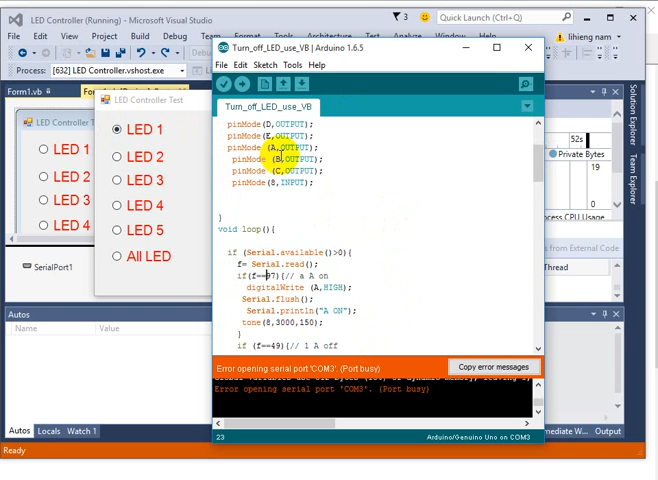 LED Controller (Running) - Microsoft Visual Studio
3
Quick Launch (Ctrl+Q)
File Edit View Project Build Debug Team
Analyze Window Help
liheng nam
Process: [632] LED Controller.vshost.exe
Form1.vb
LED Controller T
LED 1
LED 2
LED 3
LED 4
LED Controller Test
LED 1
LED 2
LED 3
LED 4
LED 5
All LED
SerialPort1
Autos
Name
Value
Autos Locals Watch 1
Ready
Turn_off_LED_use_VB | Arduino 1.6.5
File Edit Sketch Tools Help
Turn_off_LED_use_VB
pinMode(D,OUTPUT);
pinMode(E,OUTPUT);
pinMode (A,OUTPUT);
pinMode (B,OUTPUT);
pinMode (C,OUTPUT);
pinMode(8,INPUT);
}
void loop(){
if (Serial.available()>0){
f= Serial.read();
if(f==97){// a A on
digitalWrite (A,HIGH);
Serial.flush();
Serial.println("A ON");
tone(8,3000,150);
}
if (f==49){// 1 A off
Error opening serial port 'COM3'. (Port busy)
Copy error messages
Error opening serial port 'COM3'. (Port busy)
23
Arduino/Genuino Uno on COM3
52s
Private Bytes
19
0
from External Code
Thread
Output
Solution Explorer
Team Explorer